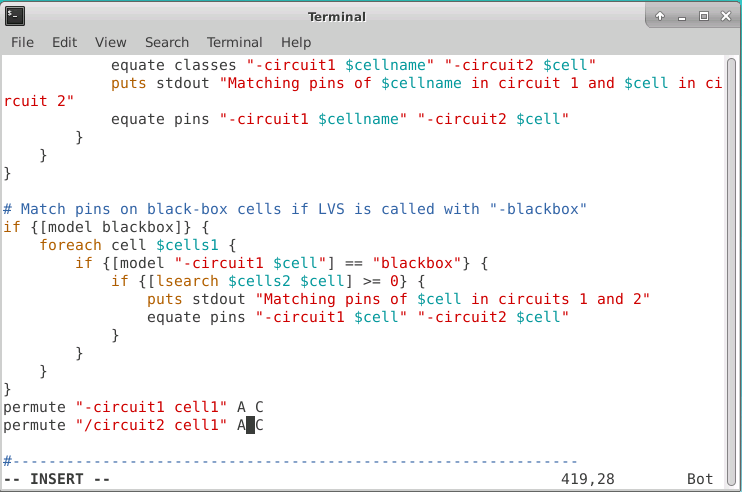 Terminal
File Edit View Search Terminal Help
equate classes "-circuit1 $cellname" "-circuit2 $cell"
puts stdout "Matching pins of $cellname in circuit 1 and $cell in ci
rcuit 2"
equate pins "-circuit1 $cellname" "-circuit2 $cell"
}
}
}
# Match pins on black-box cells if LVS is called with "-blackbox"
if {[model blackbox]} {
foreach cell $cells1 {
if {[model "-circuit1 $cell"] == "blackbox"} {
if {[lsearch $cells2 $cell] >= 0} {
puts stdout "Matching pins of $cell in circuits 1 and 2"
equate pins "-circuit1 $cell" "-circuit2 $cell"
}
}
}
}
permute "-circuit1 cell1" A C
permute "/circuit2 cell1" A C
#---------------------------------------------------------------
-- INSERT -- 419,28 Bot